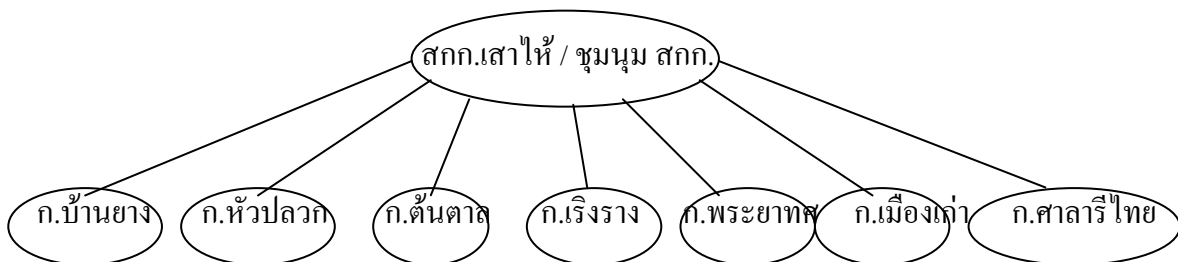 สกก.เสาไห้ / ชุมนุม สกก.
ก.บ้านยาง ก.หัวปลวก ก.ต้นตาล ก.เริงราง ก.พระยาทศ ก.เมืองเก่า ก.ศาลารีไทย